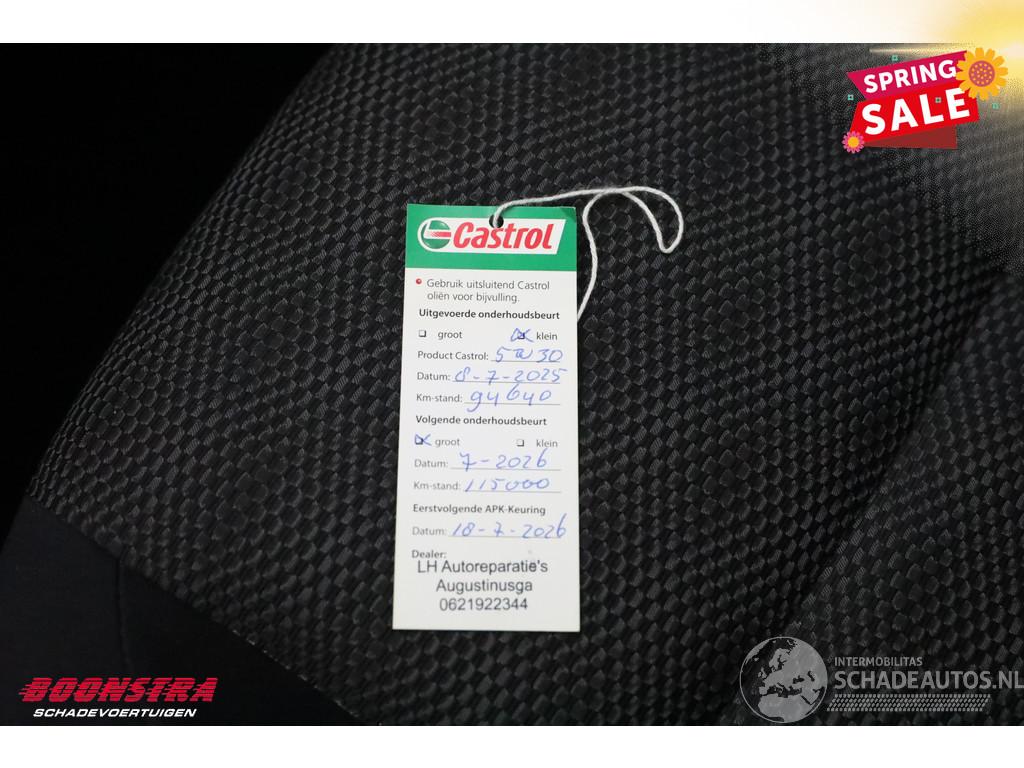 SPRING
SALE
Castrol
Gebruik uitsluitend Castrol
oliën voor bijvulling.
Uitgevoerde onderhoudsbeurt
groot klein
Product Castrol: 5W30
Datum: 8-7-2025
Km-stand: 94640
Volgende onderhoudsbeurt
groot klein
Datum: 7-2026
Km-stand: 115000
Eerstvolgende APK-Keuring
Datum: 18-7-2026
Dealer:
LH Autoreparatie's
Augustinusga
0621922344
BOONSTRA
SCHADEVOERTUIGEN
INTERMOBILITAS
SCHADEAUTOS.NL